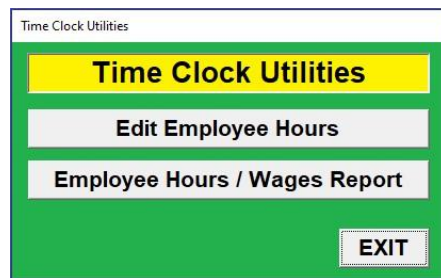 Time Clock Utilities
Time Clock Utilities
Edit Employee Hours
Employee Hours / Wages Report
EXIT